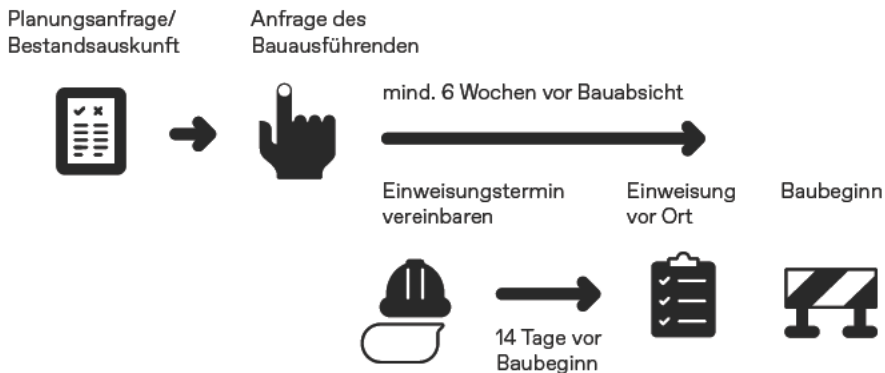 Planungsanfrage/
Bestandsauskunft
Anfrage des
Bauausführenden
mind. 6 Wochen vor Bauabsicht
Einweisungstermin
vereinbaren
Einweisung
vor Ort
Baubeginn
14 Tage vor
Baubeginn